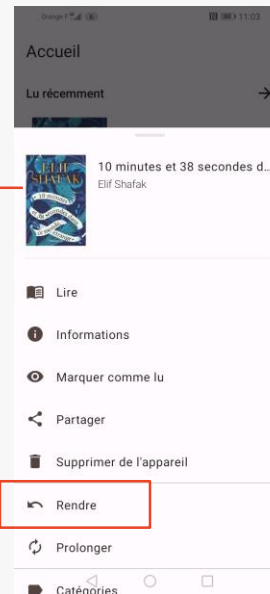 Orange F
11:03
Accueil
Lu récemment
ELIF
SHAFAK
10 minutes et 38 secondes d...
Elif Shafak
Lire
Informations
Marquer comme lu
Partager
Supprimer de l'appareil
Rendre
Prolonger
Catégories